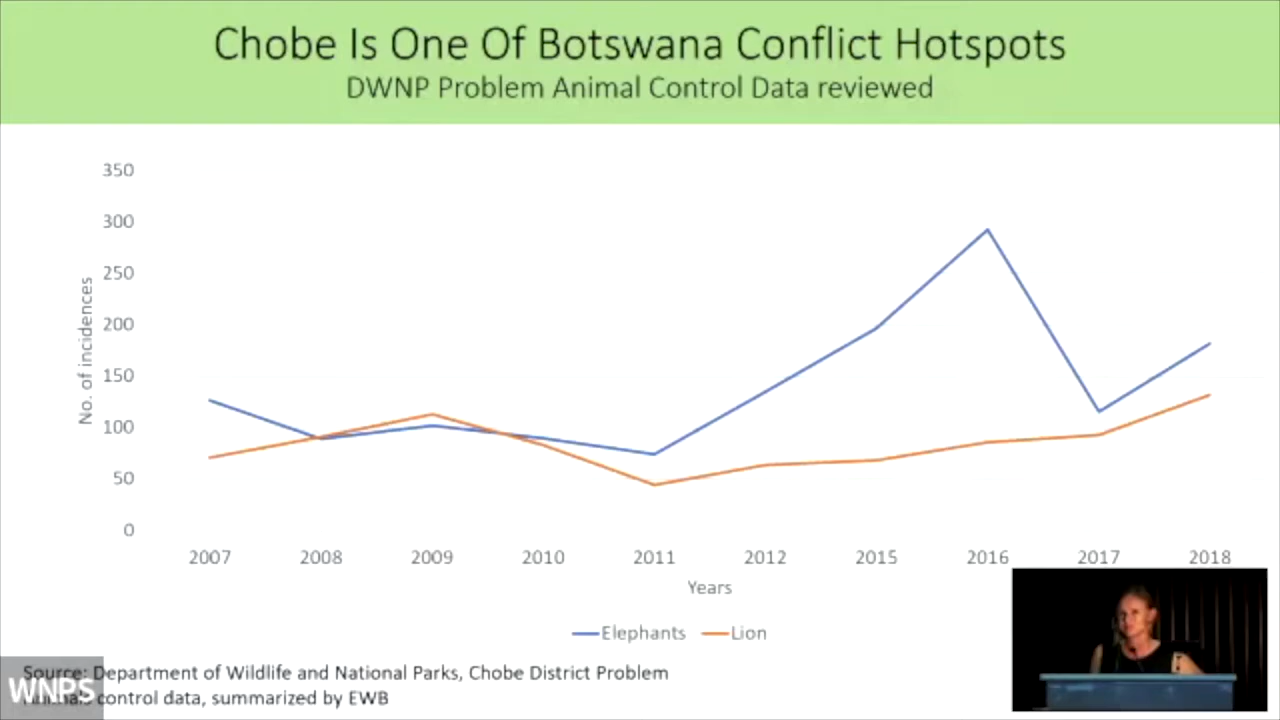 Chobe Is One Of Botswana Conflict Hotspots
DWNP Problem Animal Control Data reviewed
350
300
250
200
150
100
50
0
No. of incidences
2007 2008 2009 2010 2011 2012 2015 2016 2017 2018
Years
Elephants Lion
Source: Department of Wildlife and National Parks, Chobe District Problem
Animals control data, summarized by EWB
WNPS